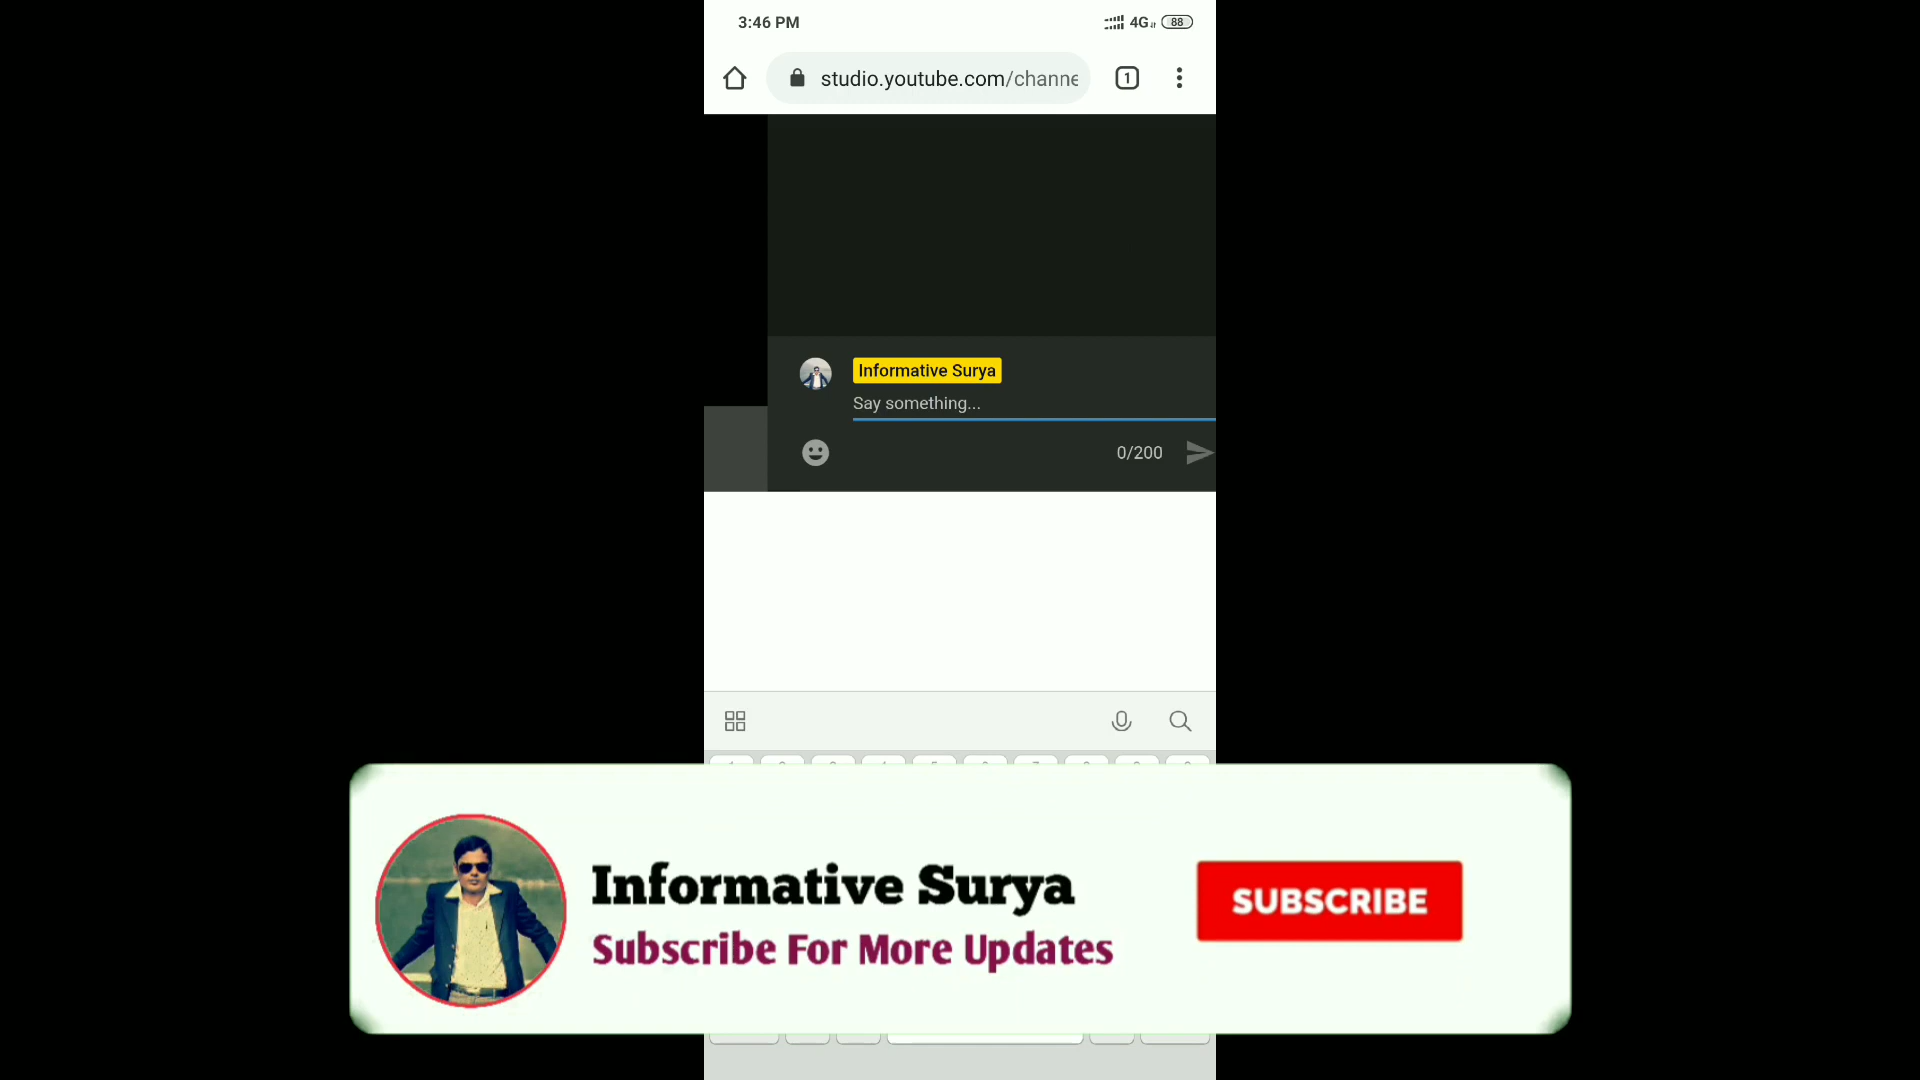 3:46 PM
4G
88
studio.youtube.com/channe
1
Informative Surya
Say something...
0/200
Informative Surya
Subscribe For More Updates
SUBSCRIBE